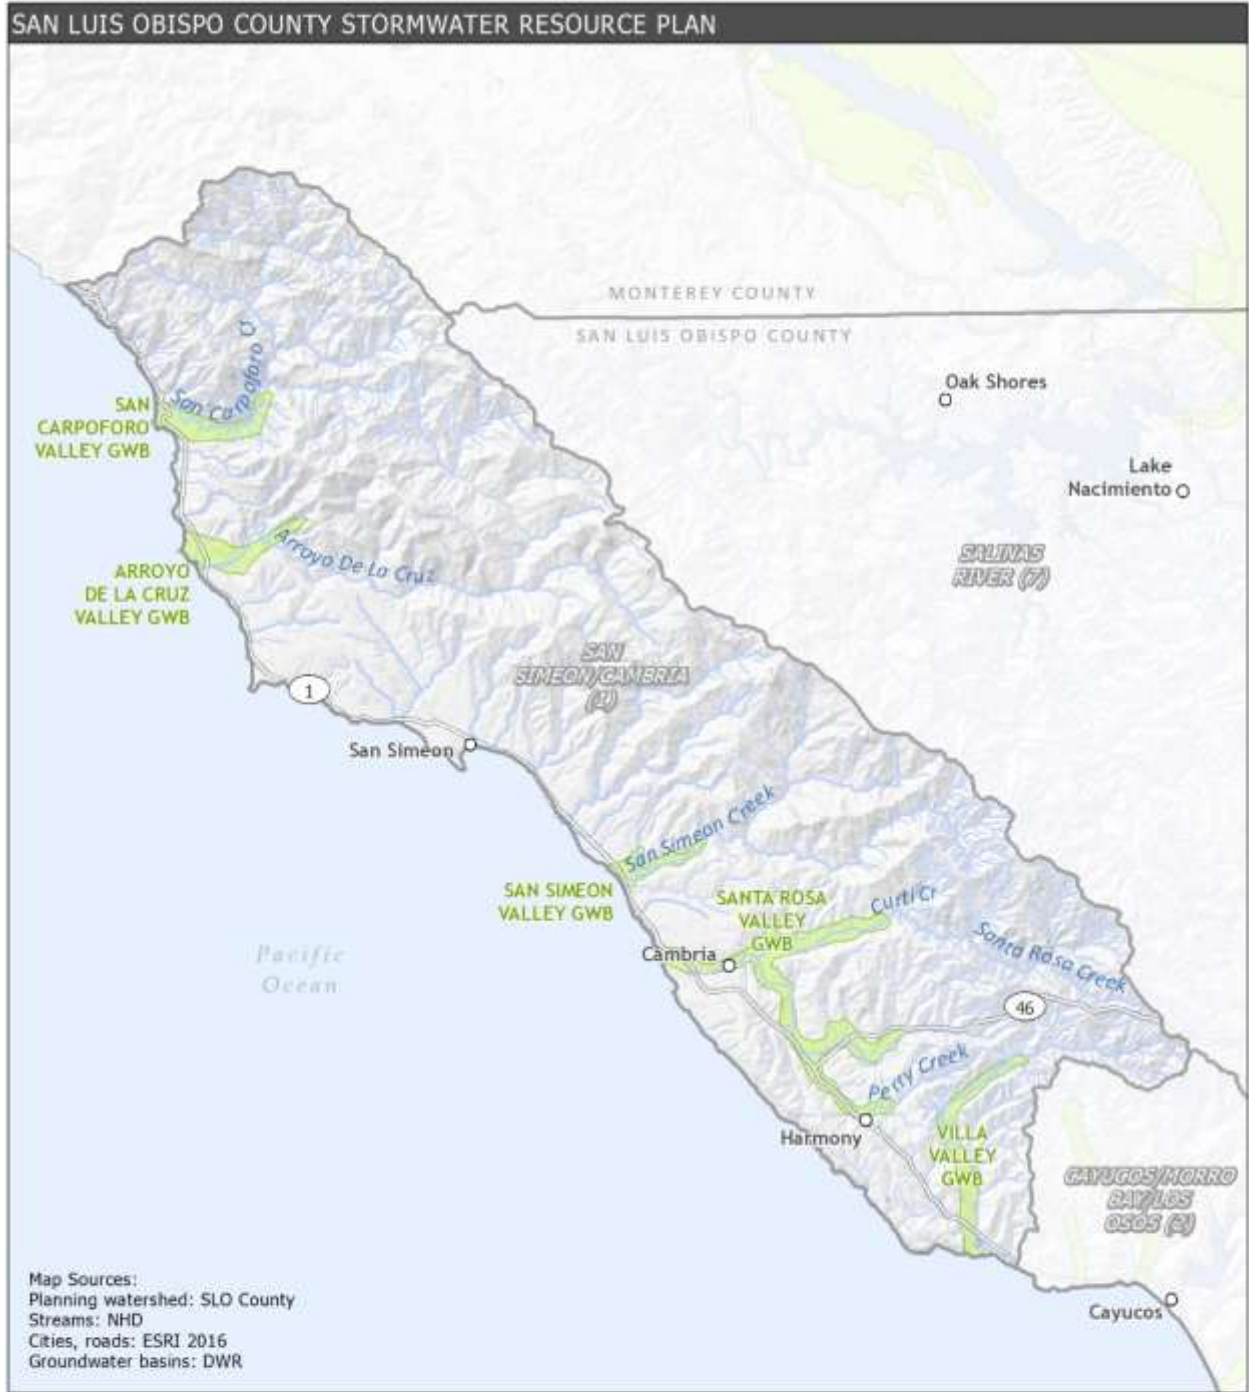 SAN LUIS OBISPO COUNTY STORMWATER RESOURCE PLAN
MONTEREY COUNTY
SAN LUIS OBISPO COUNTY
Oak Shores
San Carpoforo Cr
SAN
CARPOFORO
VALLEY GWB
Lake
Nacimiento
Arroyo De La Cruz
SALINAS
RIVER (7)
ARROYO
DE LA CRUZ
VALLEY GWB
SAN
SIMEON/CAMBRIA
(1)
1
San Simeon
San Simeon Creek
SAN SIMEON
VALLEY GWB
SANTA ROSA
VALLEY
GWB
Curti Cr
Santa Rosa Creek
Cambria
Pacific
Ocean
46
Perry Creek
Harmony
VILLA
VALLEY
GWB
CAYUCOS/MORRO
BAY/LOS
OSOS (2)
Cayucos
Map Sources:
Planning watershed: SLO County
Streams: NHD
Cities, roads: ESRI 2016
Groundwater basins: DWR